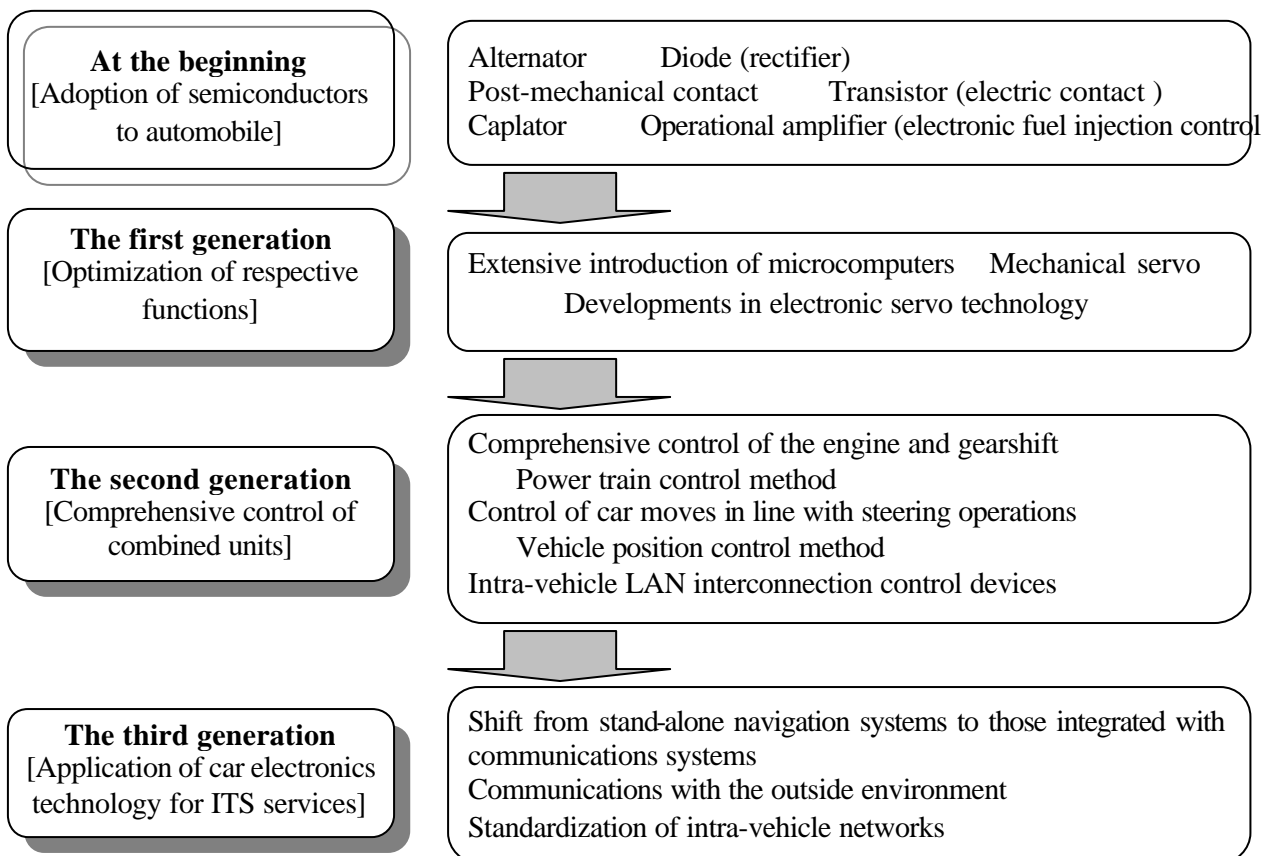 At the beginning
[Adoption of semiconductors
to automobile]
Alternator Diode (rectifier)
Post-mechanical contact Transistor (electric contact )
Caplator Operational amplifier (electronic fuel injection control
The first generation
[Optimization of respective
functions]
Extensive introduction of microcomputers Mechanical servo
Developments in electronic servo technology
The second generation
[Comprehensive control of
combined units]
Comprehensive control of the engine and gearshift
Power train control method
Control of car moves in line with steering operations
Vehicle position control method
Intra-vehicle LAN interconnection control devices
The third generation
[Application of car electronics
technology for ITS services]
Shift from stand-alone navigation systems to those integrated with
communications systems
Communications with the outside environment
Standardization of intra-vehicle networks